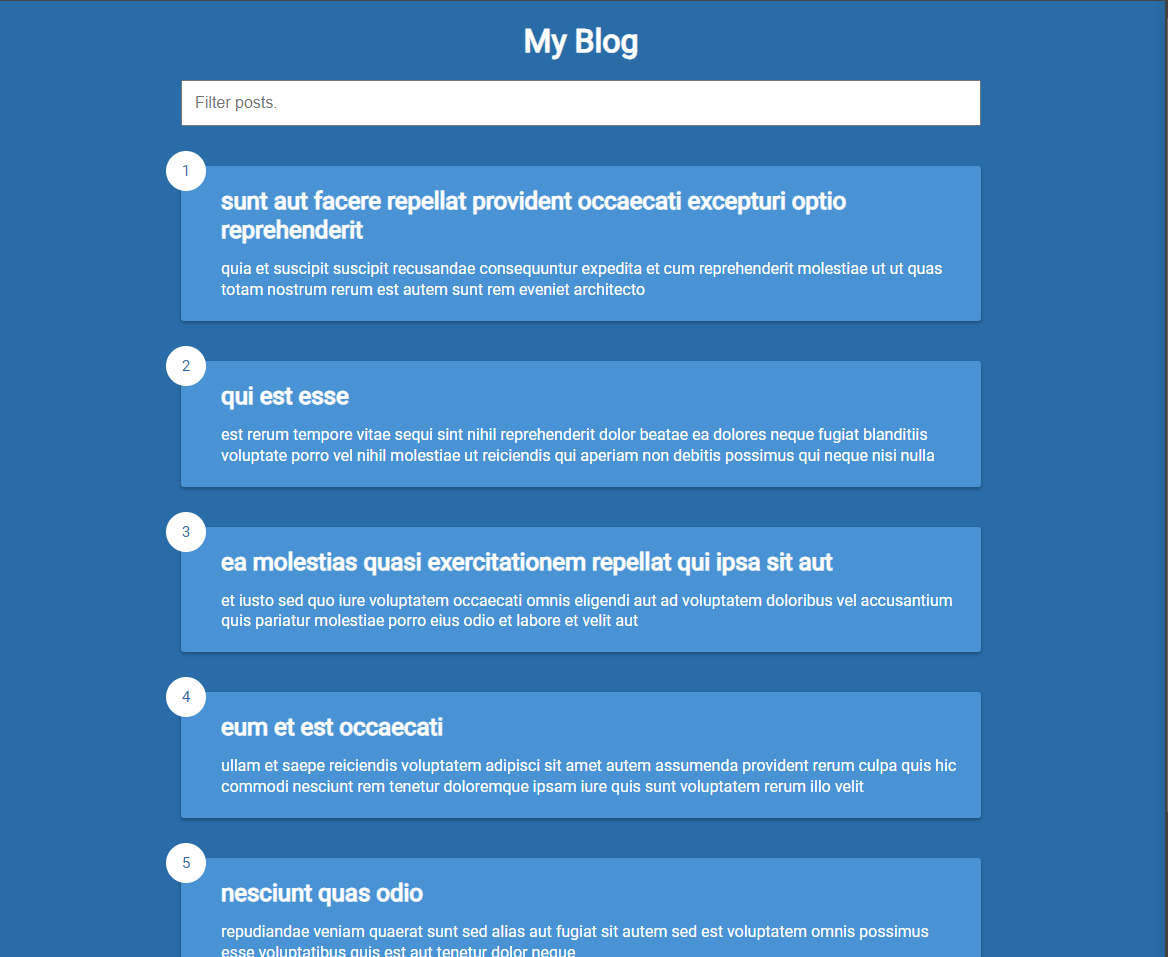 My Blog
Filter posts.
1
sunt aut facere repellat provident occaecati excepturi optio
reprehenderit
quia et suscipit suscipit recusandae consequuntur expedita et cum reprehenderit molestiae ut ut quas
totam nostrum rerum est autem sunt rem eveniet architecto
2
qui est esse
est rerum tempore vitae sequi sint nihil reprehenderit dolor beatae ea dolores neque fugiat blanditiis
voluptate porro vel nihil molestiae ut reiciendis qui aperiam non debitis possimus qui neque nisi nulla
3
ea molestias quasi exercitationem repellat qui ipsa sit aut
et iusto sed quo iure voluptatem occaecati omnis eligendi aut ad voluptatem doloribus vel accusantium
quis pariatur molestiae porro eius odio et labore et velit aut
4
eum et est occaecati
ullam et saepe reiciendis voluptatem adipisci sit amet autem assumenda provident rerum culpa quis hic
commodi nesciunt rem tenetur doloremque ipsam iure quis sunt voluptatem rerum illo velit
5
nesciunt quas odio
repudiandae veniam quaerat sunt sed alias aut fugiat sit autem sed est voluptatem omnis possimus
esse voluptatibus quis est aut tenetur dolor neque